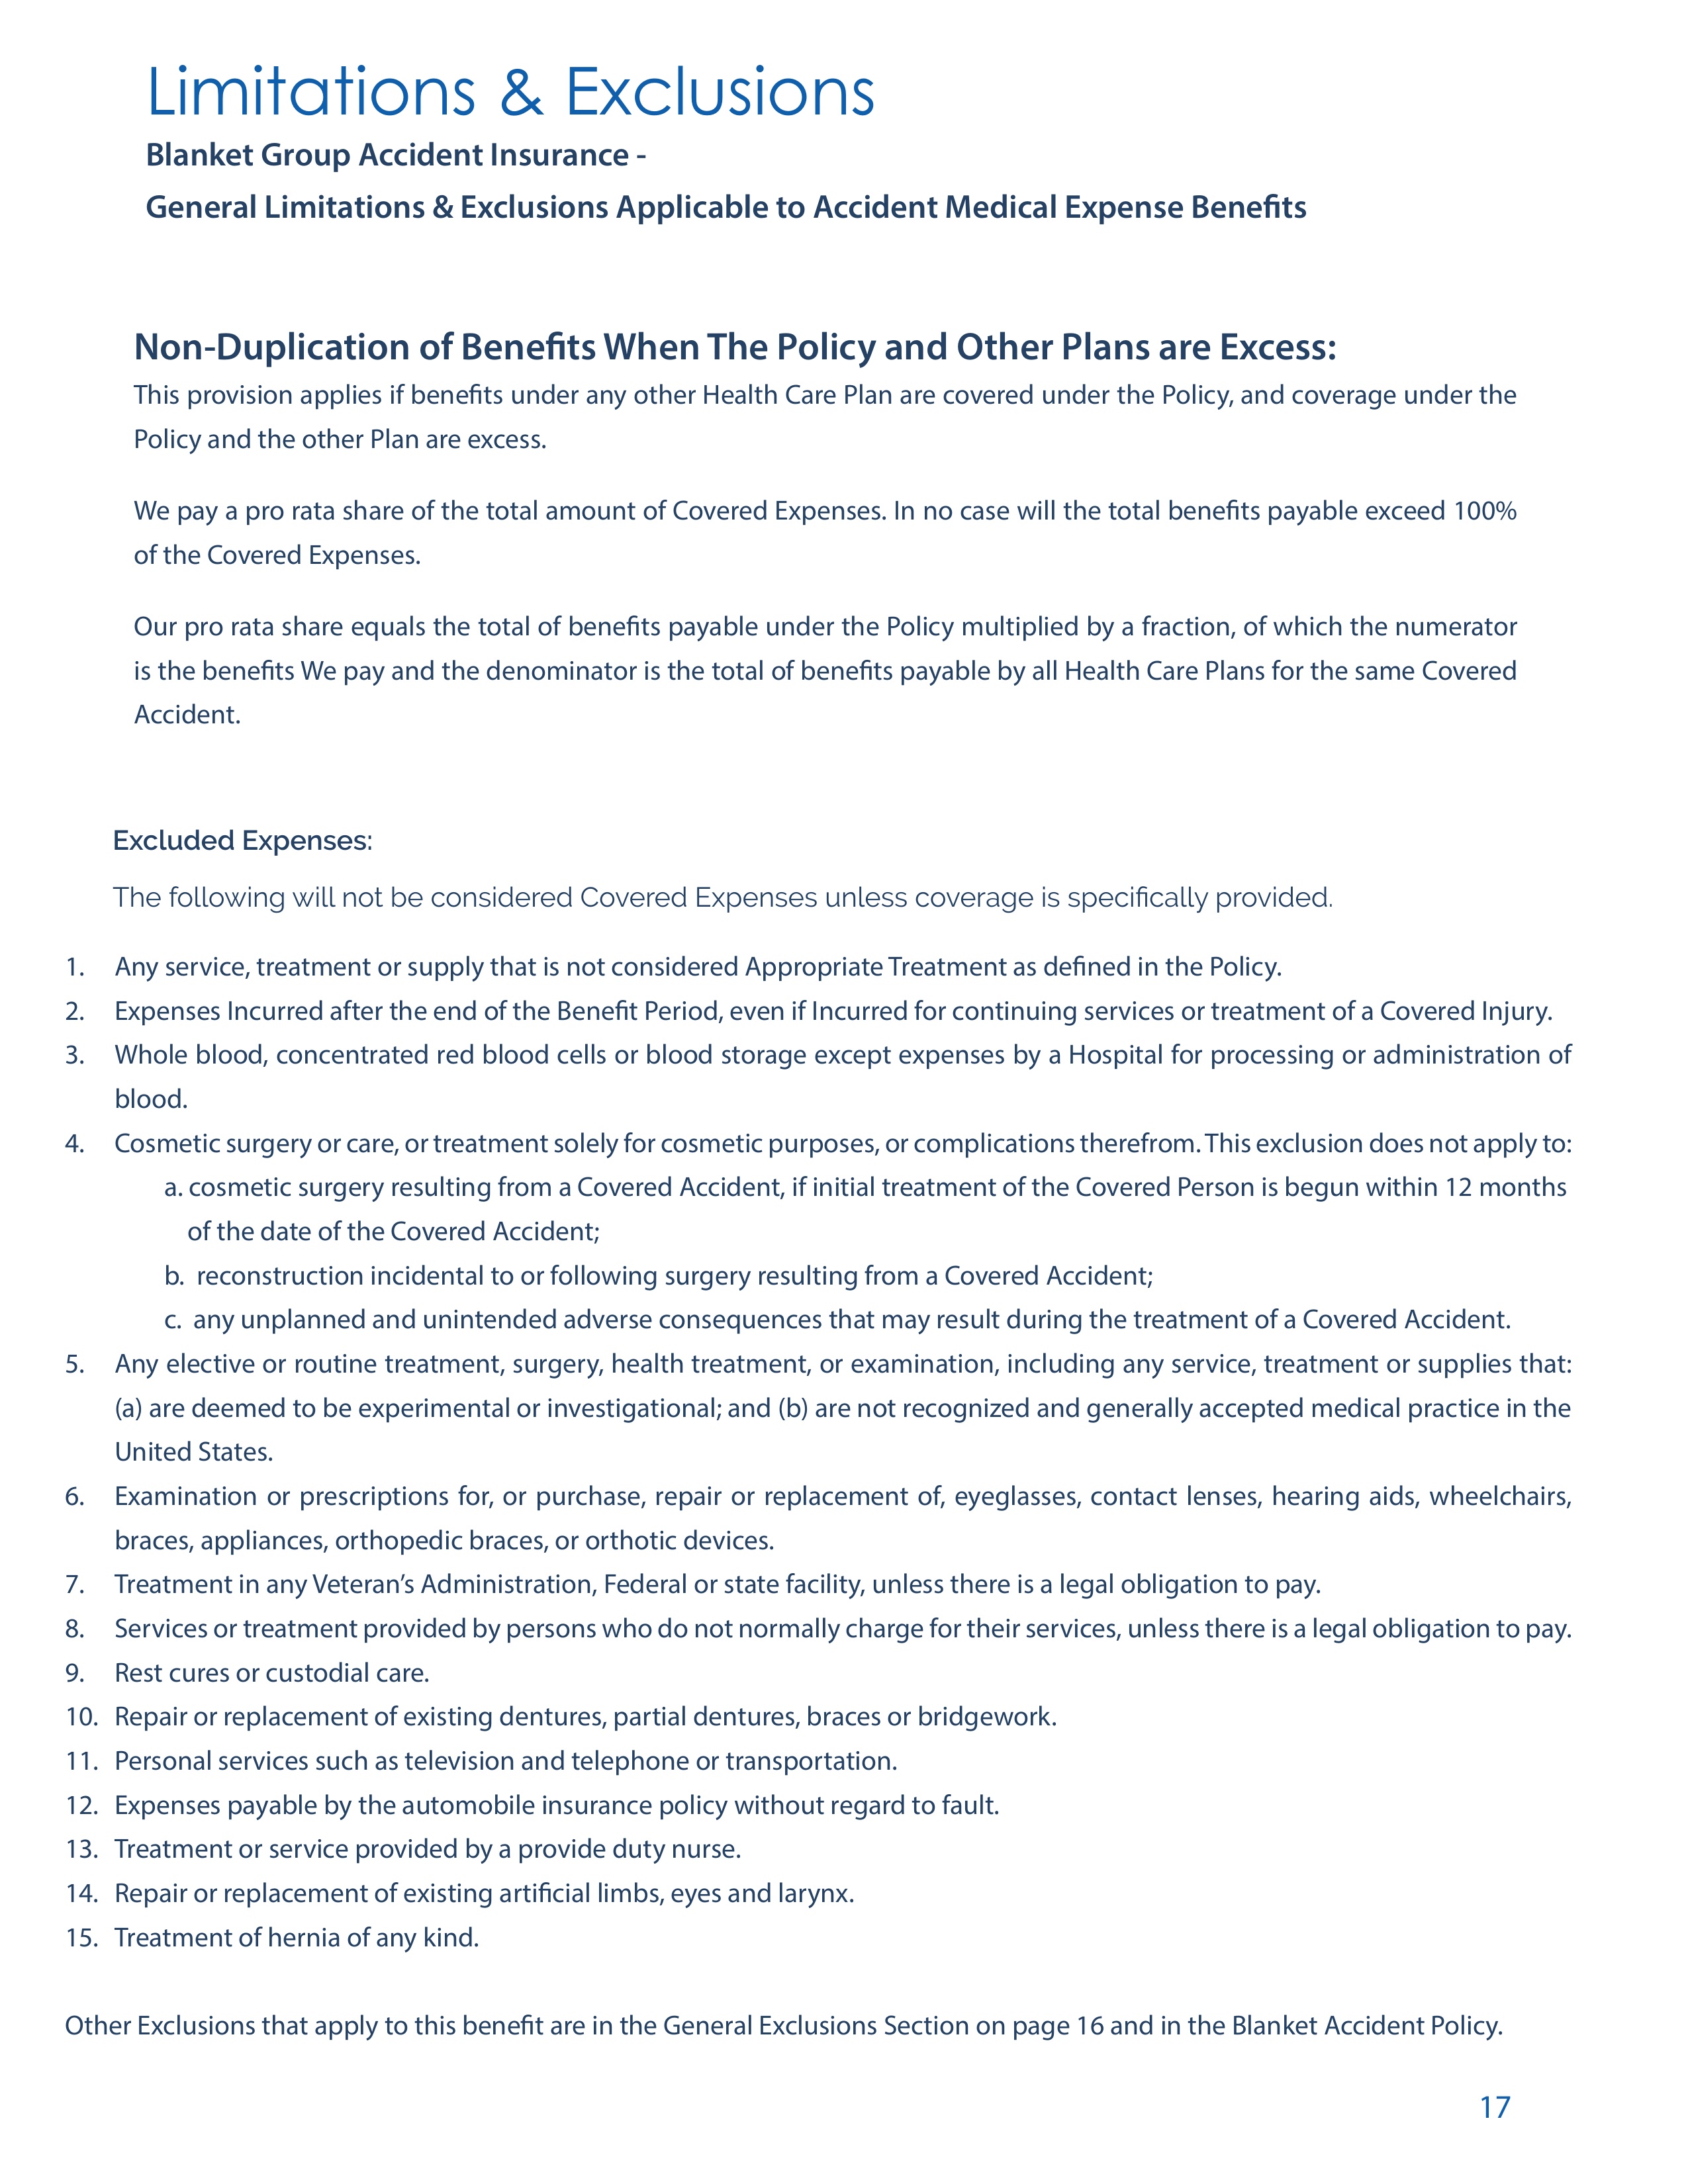 Limitations & Exclusions
Blanket Group Accident Insurance -
General Limitations & Exclusions Applicable to Accident Medical Expense Benefits
Non-Duplication of Benefits When The Policy and Other Plans are Excess:
This provision applies if benefits under any other Health Care Plan are covered under the Policy, and coverage under the
Policy and the other Plan are excess.
We pay a pro rata share of the total amount of Covered Expenses. In no case will the total benefits payable exceed 100%
of the Covered Expenses.
Our pro rata share equals the total of benefits payable under the Policy multiplied by a fraction, of which the numerator
is the benefits We pay and the denominator is the total of benefits payable by all Health Care Plans for the same Covered
Accident.
Excluded Expenses:
The following will not be considered Covered Expenses unless coverage is specifically provided.
1. Any service, treatment or supply that is not considered Appropriate Treatment as defined in the Policy.
2. Expenses Incurred after the end of the Benefit Period, even if Incurred for continuing services or treatment of a Covered Injury.
3. Whole blood, concentrated red blood cells or blood storage except expenses by a Hospital for processing or administration of
blood.
4. Cosmetic surgery or care, or treatment solely for cosmetic purposes, or complications therefrom. This exclusion does not apply to:
a. cosmetic surgery resulting from a Covered Accident, if initial treatment of the Covered Person is begun within 12 months
of the date of the Covered Accident;
b. reconstruction incidental to or following surgery resulting from a Covered Accident;
c. any unplanned and unintended adverse consequences that may result during the treatment of a Covered Accident.
5. Any elective or routine treatment, surgery, health treatment, or examination, including any service, treatment or supplies that:
(a) are deemed to be experimental or investigational; and (b) are not recognized and generally accepted medical practice in the
United States.
6. Examination or prescriptions for, or purchase, repair or replacement of, eyeglasses, contact lenses, hearing aids, wheelchairs,
braces, appliances, orthopedic braces, or orthotic devices.
7. Treatment in any Veteran’s Administration, Federal or state facility, unless there is a legal obligation to pay.
8. Services or treatment provided by persons who do not normally charge for their services, unless there is a legal obligation to pay.
9. Rest cures or custodial care.
10. Repair or replacement of existing dentures, partial dentures, braces or bridgework.
11. Personal services such as television and telephone or transportation.
12. Expenses payable by the automobile insurance policy without regard to fault.
13. Treatment or service provided by a provide duty nurse.
14. Repair or replacement of existing artificial limbs, eyes and larynx.
15. Treatment of hernia of any kind.
Other Exclusions that apply to this benefit are in the General Exclusions Section on page 16 and in the Blanket Accident Policy.
17